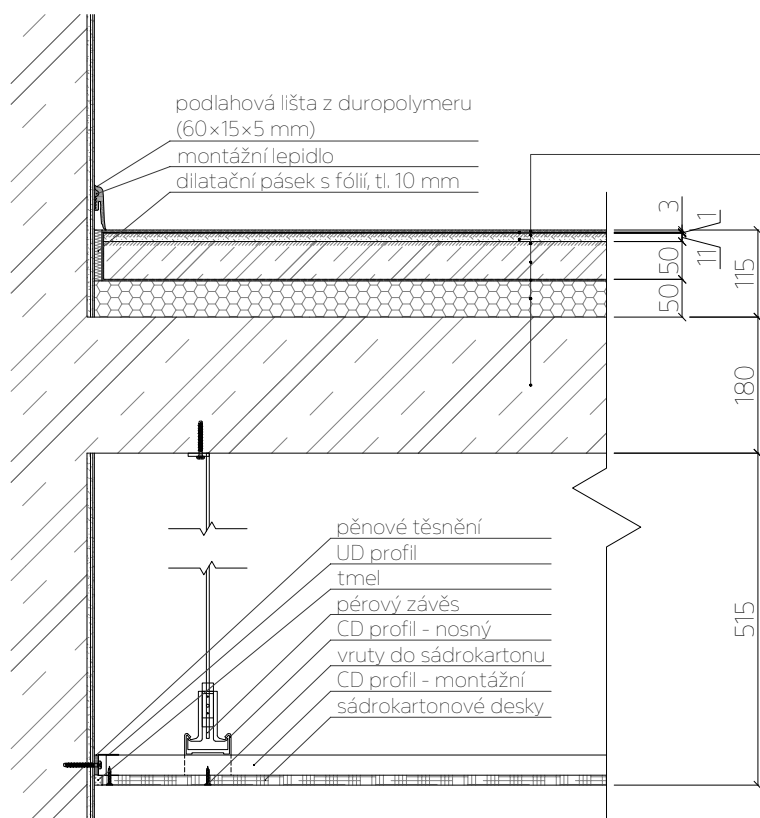 podlahová lišta z duropolymeru
(60×15×5 mm)
montážní lepidlo
dilatační pásek s fólií, tl. 10 mm
3
1
11
50
50
115
180
515
pěnové těsnění
UD profil
tmel
pérový závěs
CD profil - nosný
vruty do sádrokartonu
CD profil - montážní
sádrokartonové desky